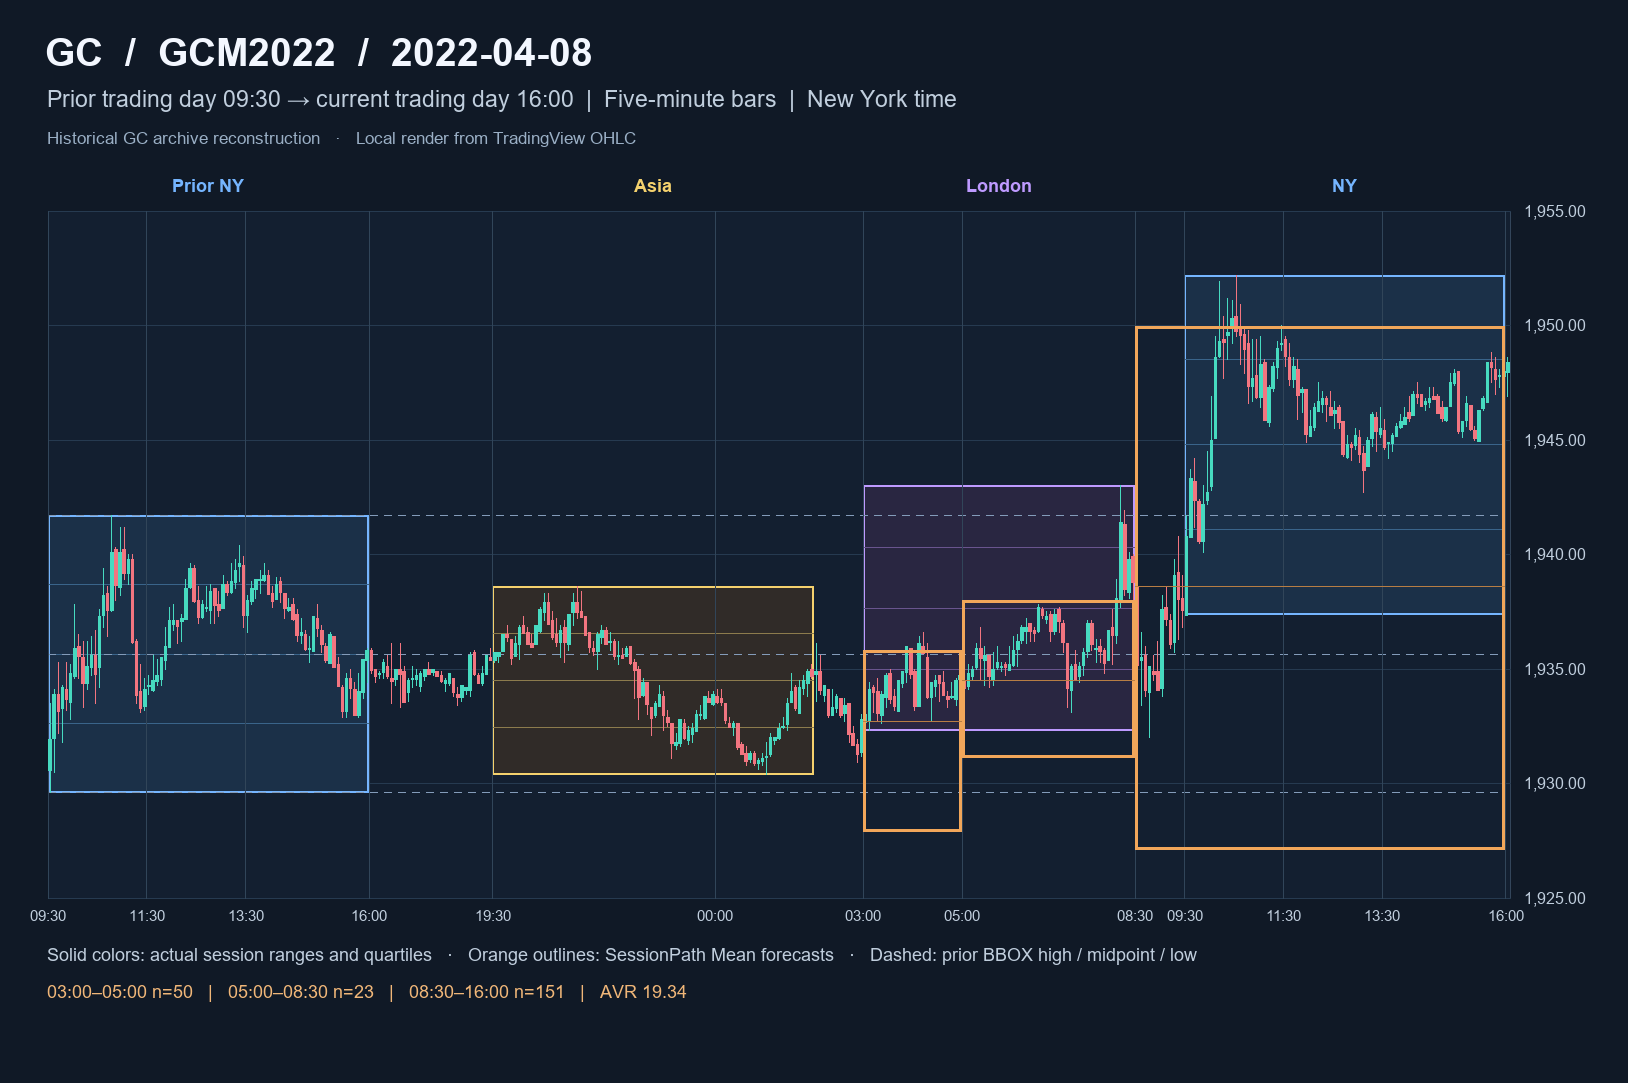 GC / GCM2022 / 2022-04-08
Prior trading day 09:30 → current trading day 16:00 | Five-minute bars | New York time
Historical GC archive reconstruction · Local render from TradingView OHLC
Prior NY Asia London NY
1,955.00
1,950.00
1,945.00
1,940.00
1,935.00
1,930.00
1,925.00
09:30 11:30 13:30 16:00 19:30 00:00 03:00 05:00 08:30 09:30 11:30 13:30 16:00
Solid colors: actual session ranges and quartiles · Orange outlines: SessionPath Mean forecasts · Dashed: prior BBOX high / midpoint / low
03:00–05:00 n=50 | 05:00–08:30 n=23 | 08:30–16:00 n=151 | AVR 19.34